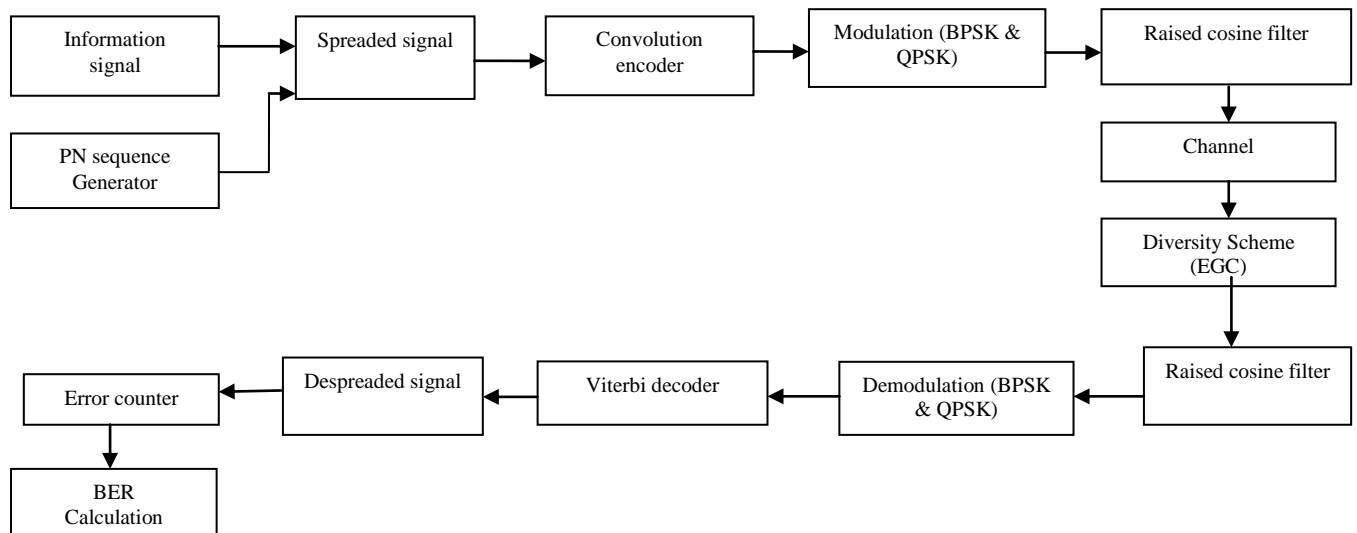 Information
signal
Spreaded signal
Convolution
encoder
Modulation (BPSK &
QPSK)
Raised cosine filter
PN sequence
Generator
Channel
Diversity Scheme
(EGC)
Raised cosine filter
Demodulation (BPSK
& QPSK)
Viterbi decoder
Despreaded signal
Error counter
BER
Calculation